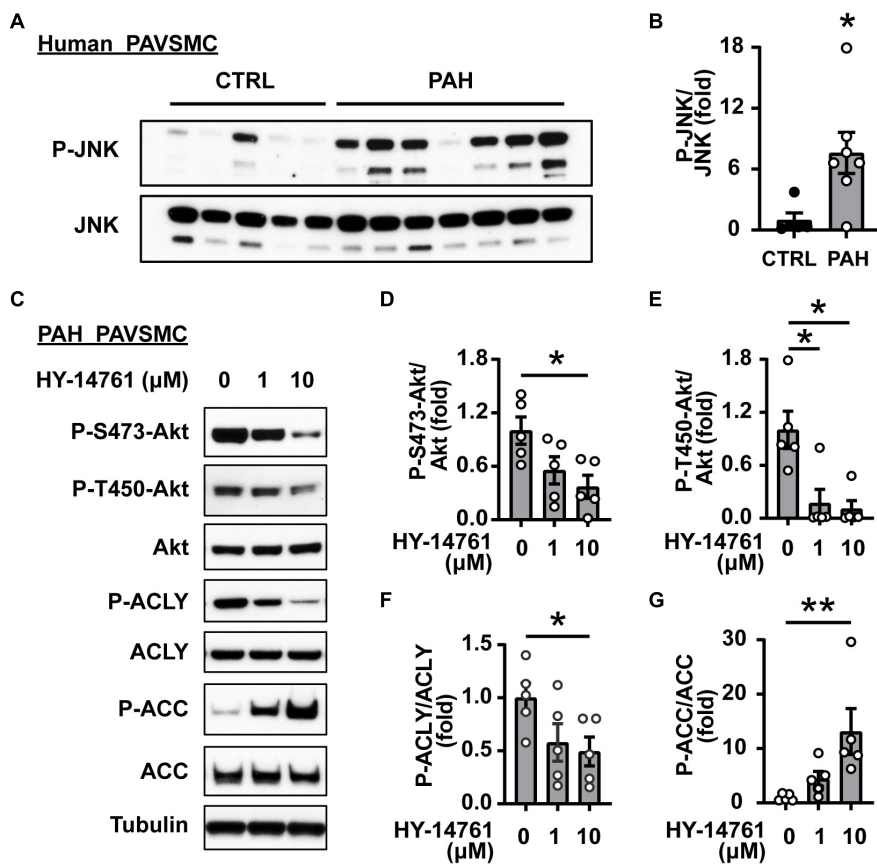 A
Human PAVSMC
CTRL PAH
P-JNK
JNK
B
*
P-JNK/
JNK (fold)
18
12
6
0
CTRL PAH
C
PAH PAVSMC
HY-14761 (µM) 0 1 10
P-S473-Akt
P-T450-Akt
Akt
P-ACLY
ACLY
P-ACC
ACC
Tubulin
D
*
P-S473-Akt/
Akt (fold)
1.8
1.2
0.6
0.0
HY-14761
(µM)
0 1 10
E
*
*
P-T450-Akt/
Akt (fold)
1.8
1.2
0.6
0.0
HY-14761
(µM)
0 1 10
F
*
P-ACLY/ACLY
(fold)
1.5
1.0
0.5
0.0
HY-14761
(µM)
0 1 10
G
**
P-ACC/ACC
(fold)
30
20
10
0
HY-14761
(µM)
0 1 10